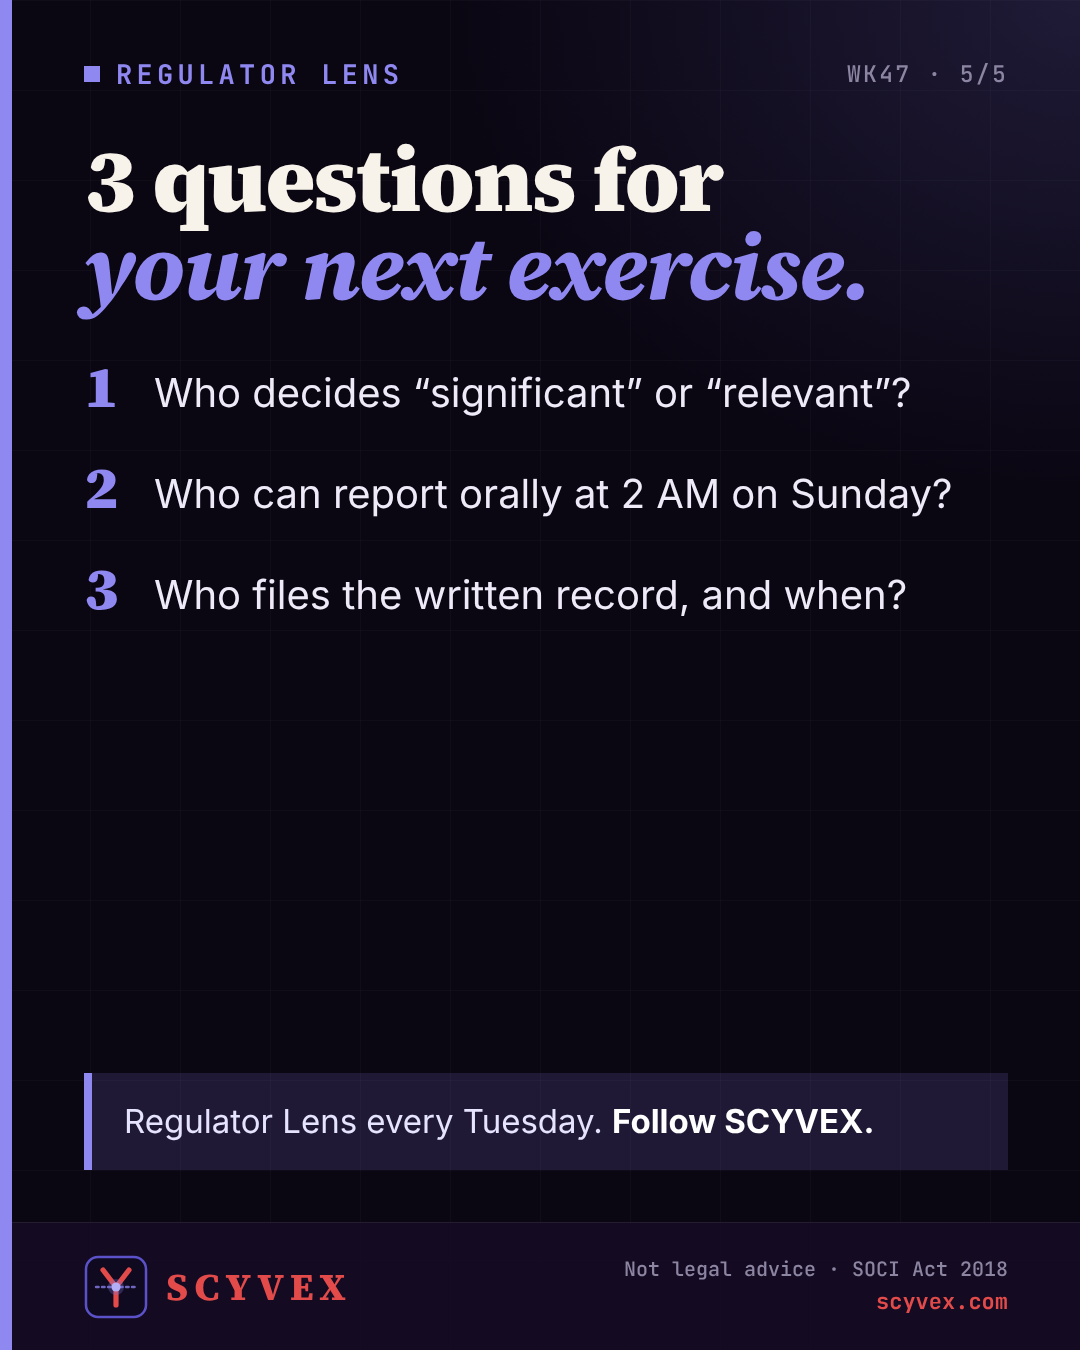 REGULATOR LENS
WK47 · 5/5
3 questions for
your next exercise.
1 Who decides “significant” or “relevant”?
2 Who can report orally at 2 AM on Sunday?
3 Who files the written record, and when?
Regulator Lens every Tuesday. Follow SCYVEX.
SCYVEX
Not legal advice · SOCI Act 2018
scyvex.com